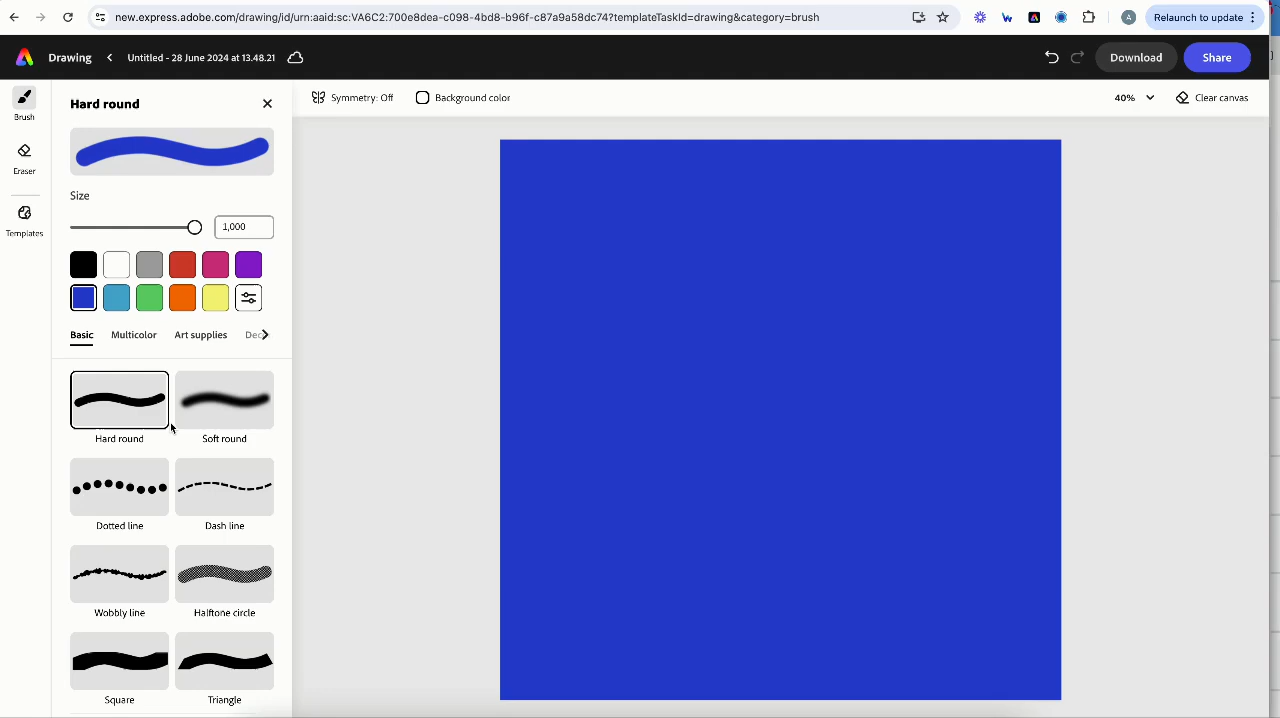 new.express.adobe.com/drawing/id/urn:aaid:sc:VA6C2:700e8dea-c098-4bd8-b96f-c87a9a58dc74?templateTaskId=drawing&category=brush
A
Relaunch to update
Drawing
Untitled - 28 June 2024 at 13.48.21
Download
Share
Brush
Hard round
Symmetry: Off
Background color
40%
Clear canvas
Eraser
Size
1,000
Templates
Basic
Multicolor
Art supplies
Dec
Hard round
Soft round
Dotted line
Dash line
Wobbly line
Halftone circle
Square
Triangle